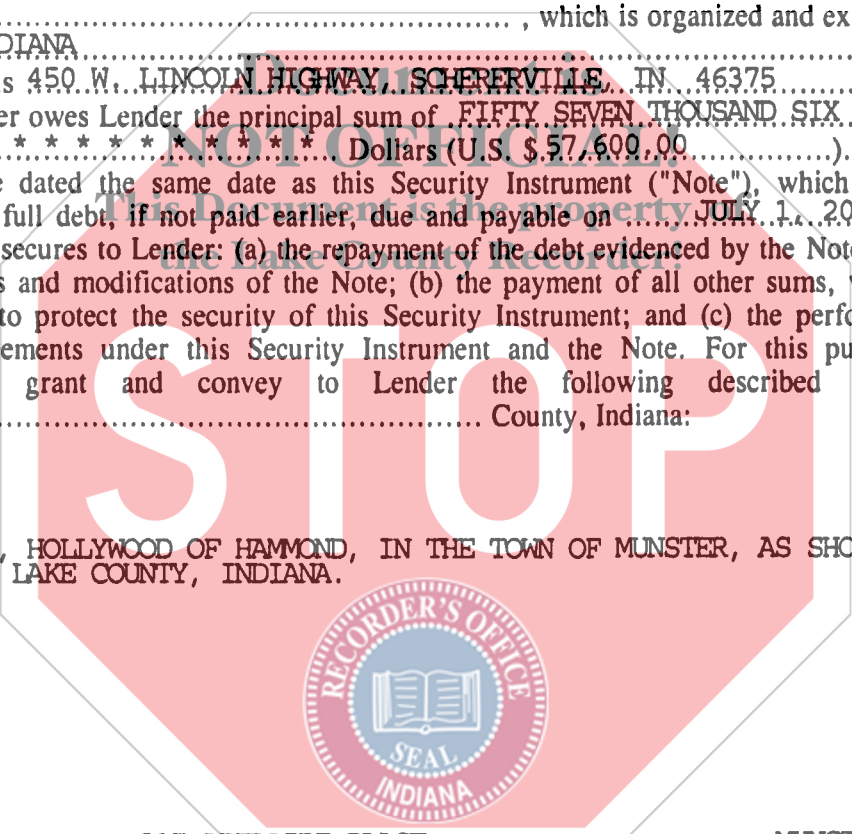 , which is organized and ex
DIANA
s 450 W. LINCOLN HIGHWAY, SCHERERVILLE, IN 46375
Document is
er owes Lender the principal sum of FIFTY SEVEN THOUSAND SIX
* * * * * * * * * * * Dollars (U.S. $ 57,600.00 ).
NOT OFFICIAL!
e dated the same date as this Security Instrument ("Note"), which
full debt, if not paid earlier, due and payable on JULY 1, 20
This Document is the property of
secures to Lender: (a) the repayment of the debt evidenced by the Not
the Lake County Recorder!
s and modifications of the Note; (b) the payment of all other sums,
to protect the security of this Security Instrument; and (c) the perfo
ements under this Security Instrument and the Note. For this pu
grant and convey to Lender the following described
County, Indiana:
STOP
, HOLLYWOOD OF HAMMOND, IN THE TOWN OF MUNSTER, AS SHO
LAKE COUNTY, INDIANA.
RECORDER'S OFFICE
SEAL
INDIANA